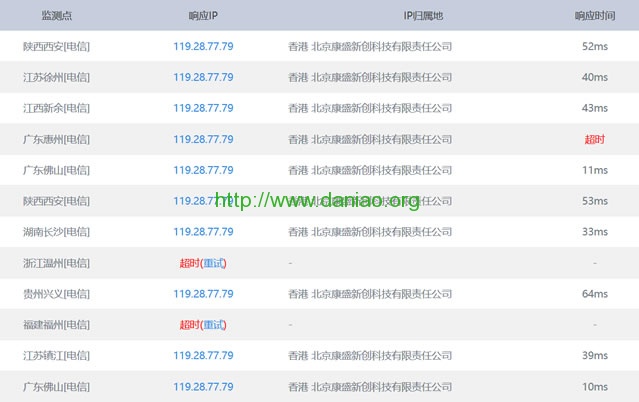 监测点 响应IP IP归属地 响应时间
陕西西安[电信] 119.28.77.79 香港 北京康盛新创科技有限责任公司 52ms
江苏徐州[电信] 119.28.77.79 香港 北京康盛新创科技有限责任公司 40ms
江西新余[电信] 119.28.77.79 香港 北京康盛新创科技有限责任公司 43ms
广东惠州[电信] 119.28.77.79 香港 北京康盛新创科技有限责任公司 超时
广东佛山[电信] 119.28.77.79 香港 北京康盛新创科技有限责任公司 11ms
陕西西安[电信] 119.28.77.79 香港 北京康盛新创科技有限责任公司 53ms
http://www.daniao.org
湖南长沙[电信] 119.28.77.79 香港 北京康盛新创科技有限责任公司 33ms
浙江温州[电信] 超时(重试) - -
贵州兴义[电信] 119.28.77.79 香港 北京康盛新创科技有限责任公司 64ms
福建福州[电信] 超时(重试) - -
江苏镇江[电信] 119.28.77.79 香港 北京康盛新创科技有限责任公司 39ms
广东佛山[电信] 119.28.77.79 香港 北京康盛新创科技有限责任公司 10ms